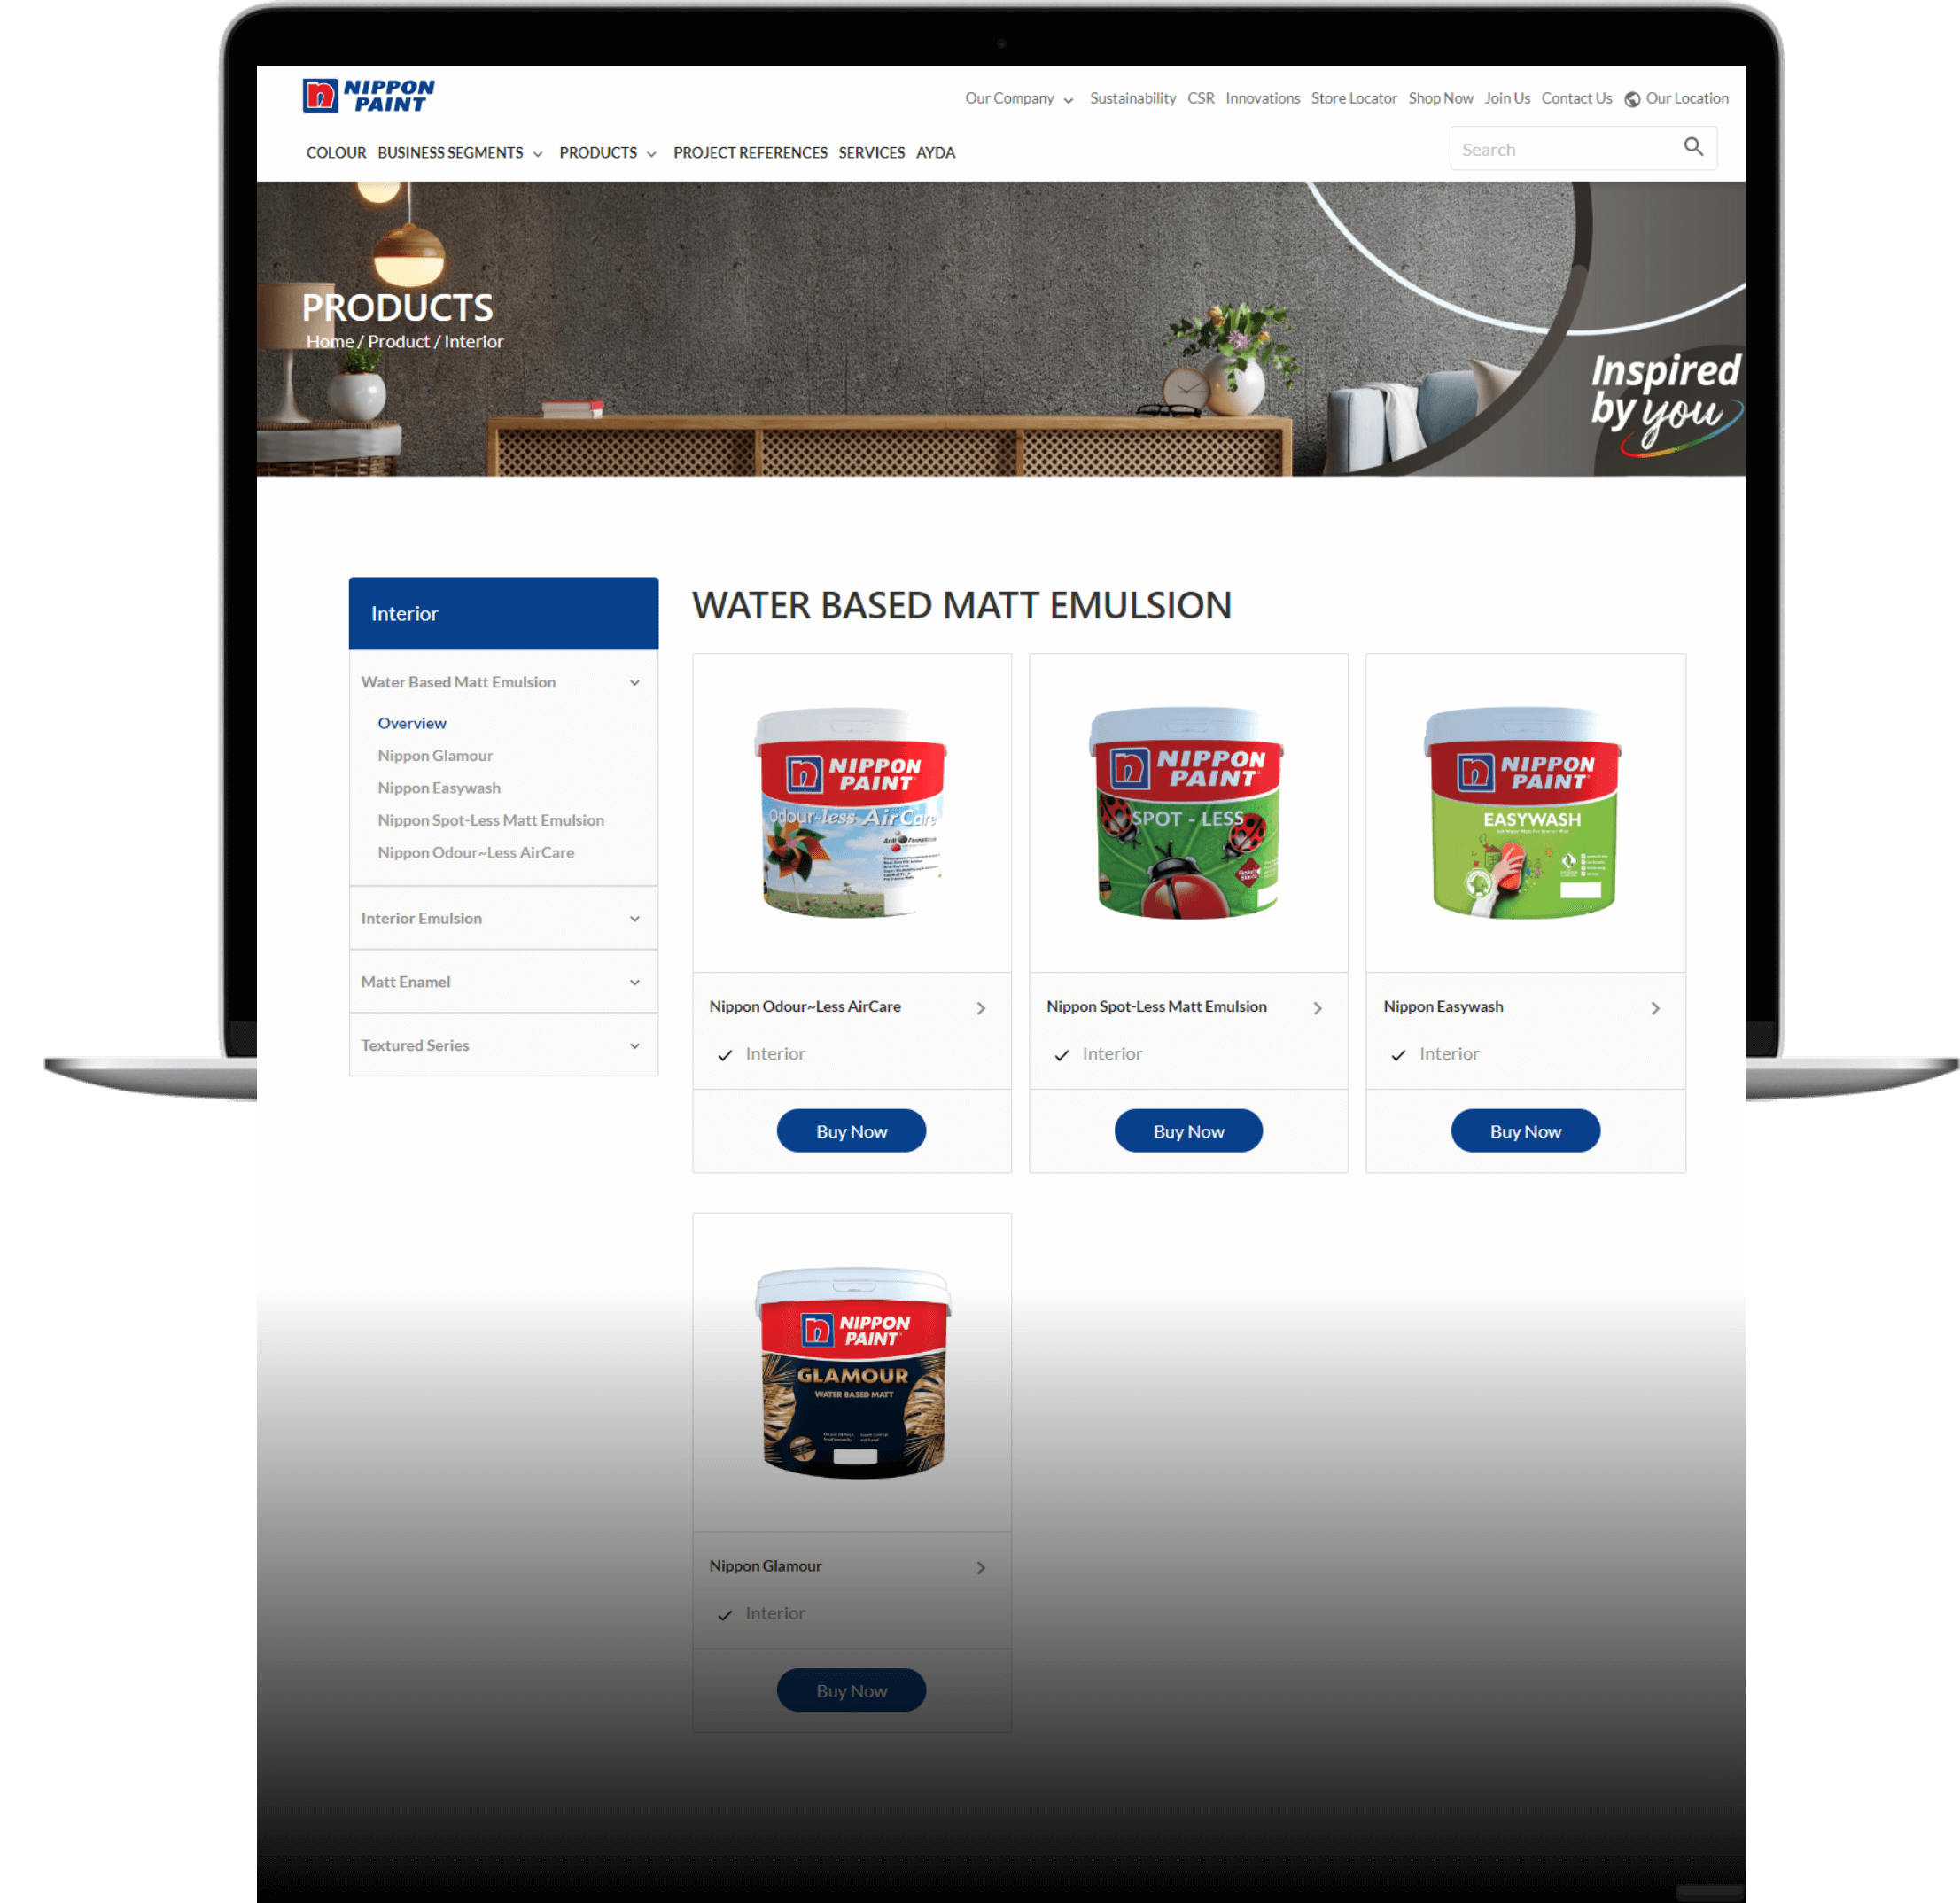 NIPPON
PAINT
Our Company Sustainability CSR Innovations Store Locator Shop Now Join Us Contact Us Our Location
COLOUR BUSINESS SEGMENTS PRODUCTS PROJECT REFERENCES SERVICES AYDA
Search
PRODUCTS
Home / Product / Interior
Inspired
by you
Interior
Water Based Matt Emulsion
Overview
Nippon Glamour
Nippon Easywash
Nippon Spot-Less Matt Emulsion
Nippon Odour~Less AirCare
Interior Emulsion
Matt Enamel
Textured Series
WATER BASED MATT EMULSION
NIPPON
PAINT
Odour~less AirCare
Nippon Odour~Less AirCare
Interior
Buy Now
NIPPON
PAINT
SPOT - LESS
Nippon Spot-Less Matt Emulsion
Interior
Buy Now
NIPPON
PAINT
EASYWASH
Nippon Easywash
Interior
Buy Now
NIPPON
PAINT
GLAMOUR
WATER BASED MATT
Nippon Glamour
Interior
Buy Now